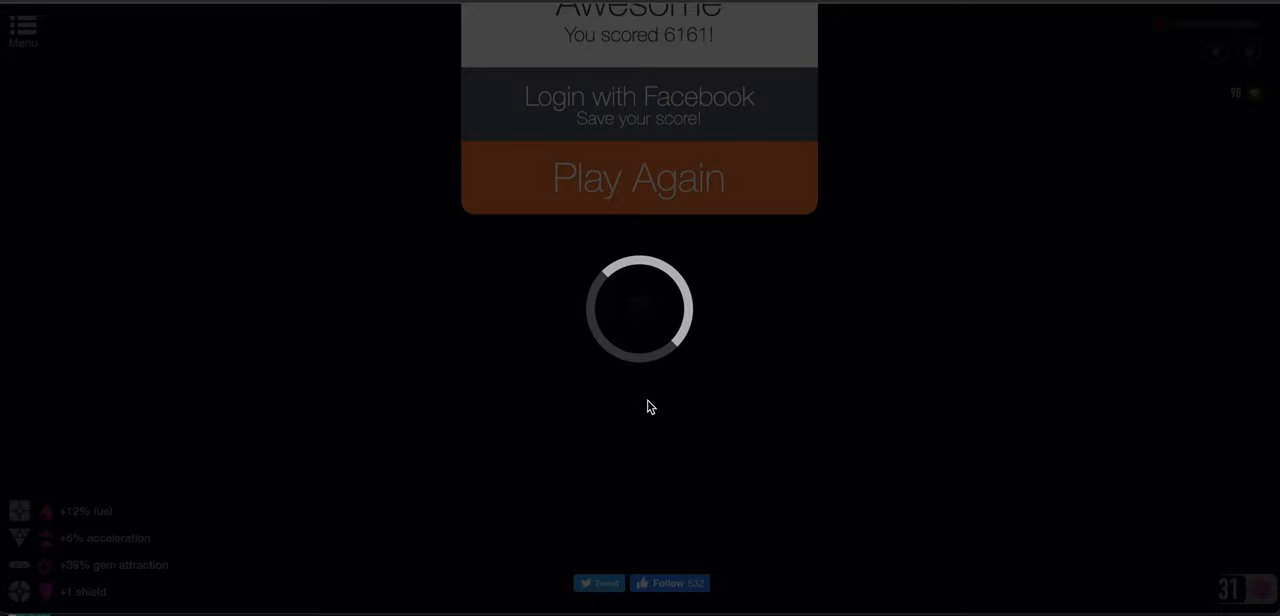 Awesome
You scored 6161!
Menu
98
Login with Facebook
Save your score!
Play Again
+12% fuel
+6% acceleration
+39% gem attraction
+1 shield
Tweet
Follow 532
31